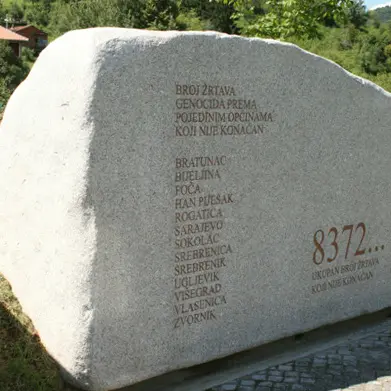 BROJ ŽRTAVA
GENOCIDA PREMA
POJEDINIM OPĆINAMA
KOJI NIJE KONAČAN
BRATUNAC
BIJELJINA
FOČA
HAN PIJESAK
ROGATICA
SARAJEVO
SOKOLAC
SREBRENICA
SREBRENIK
UGLJEVIK
VIŠEGRAD
VLASENICA
ZVORNIK
8372...
UKUPAN BROJ ŽRTAVA
KOJI NIJE KONAČAN